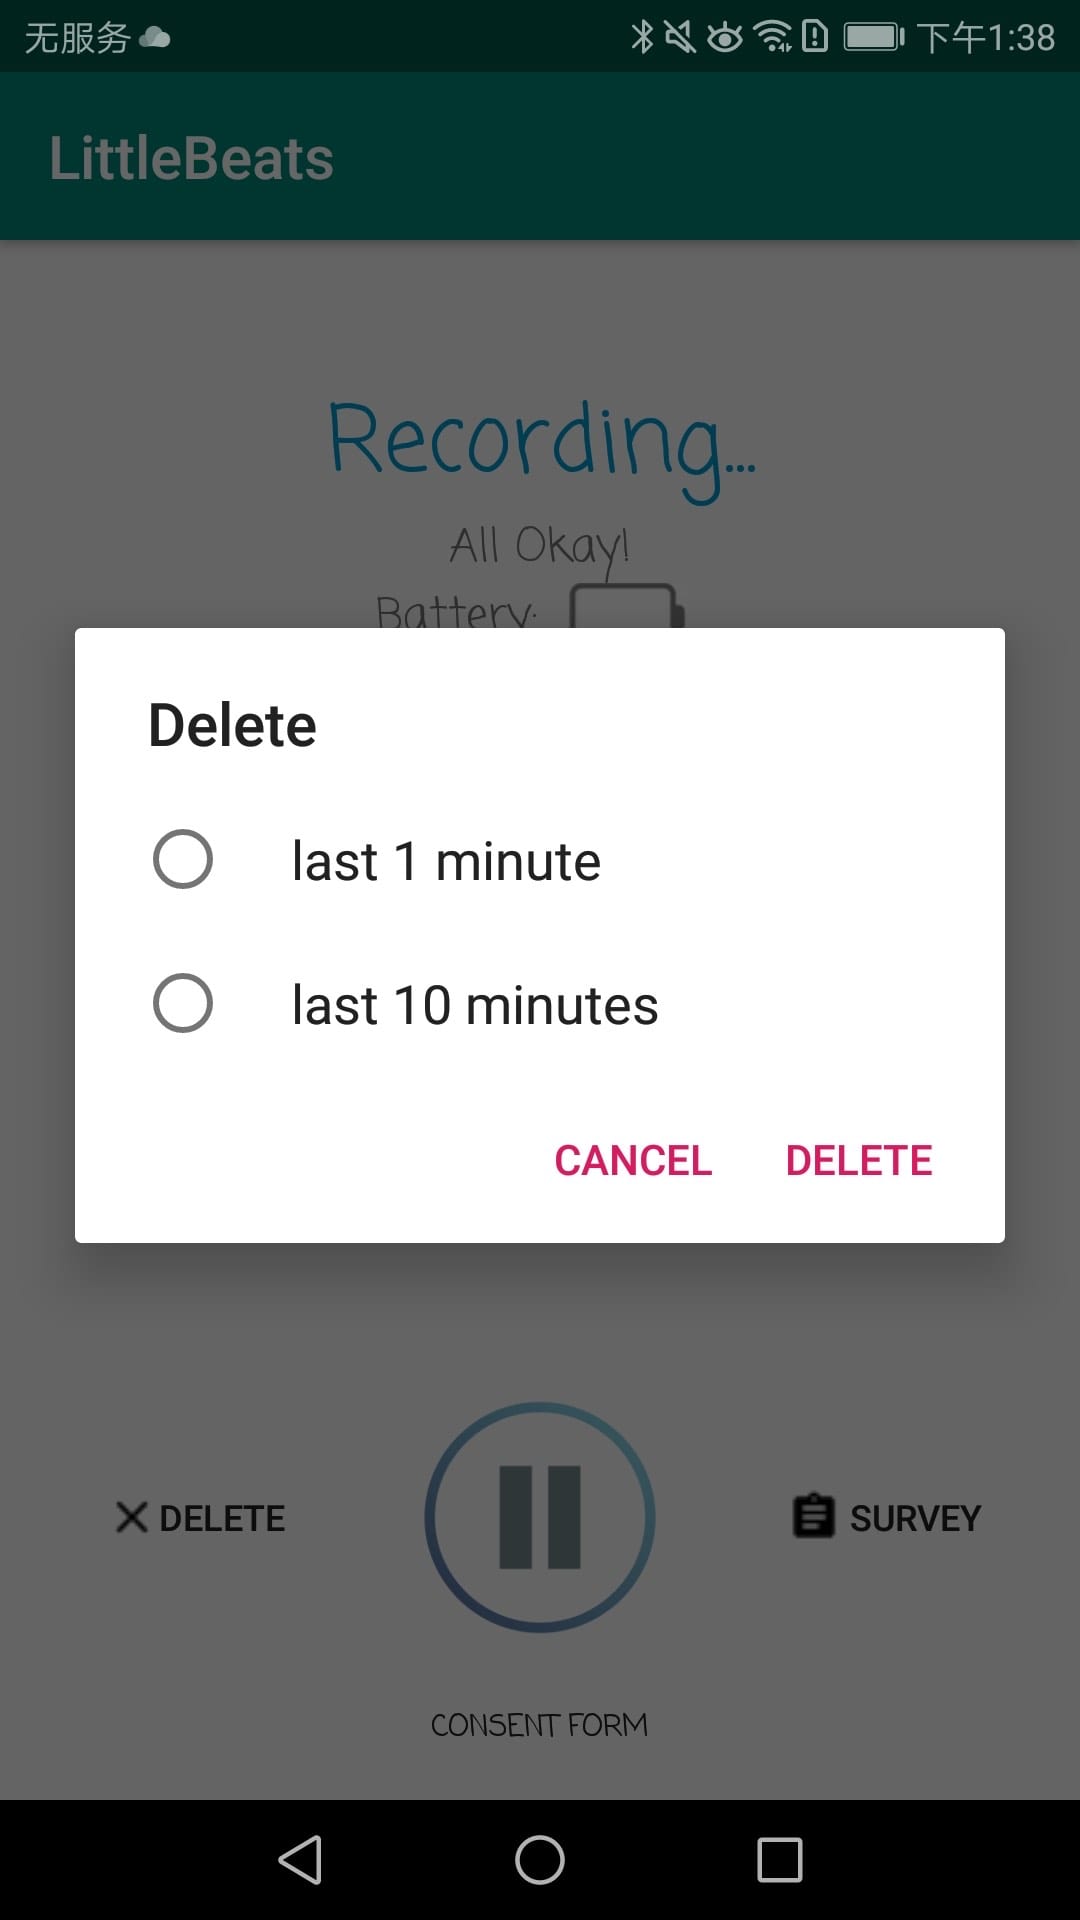 无服务 下午1:38
LittleBeats
Recording...
All Okay!
Battery:
Delete
last 1 minute
last 10 minutes
CANCEL DELETE
DELETE SURVEY
CONSENT FORM